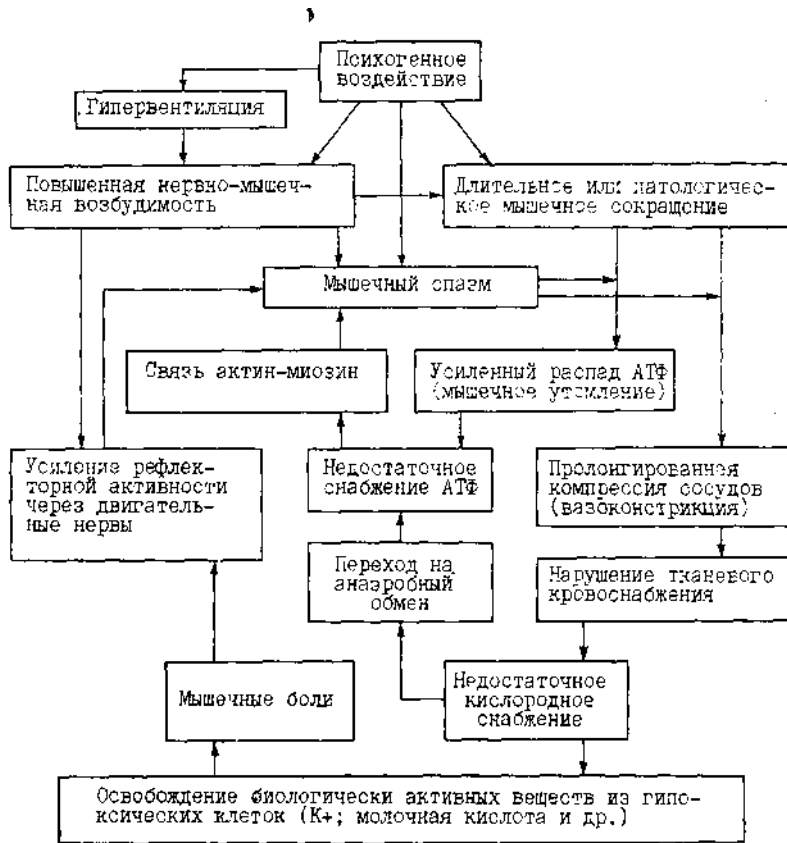 Психогенное
воздействие
Гипервентиляция
Повышенная нервно-мышеч-
ная возбудимость
Длительное или патологиче-
ское мышечное сокращение
Мышечный спазм
Связь актин-миозин
Усиленный распад АТФ
(мышечное утомление)
Усиление рефлек-
торной активности
через двигатель-
ные нервы
Недостаточное
снабжение АТФ
Пролонгированная
компрессия сосудов
(вазоконстрикция)
Переход на
анаэробный
обмен
Нарушение тканевого
кровоснабжения
Мышечные боли
Недостаточное
кислородное
снабжение
Освобождение биологически активных веществ из гипо-
ксических клеток (К+; молочная кислота и др.)